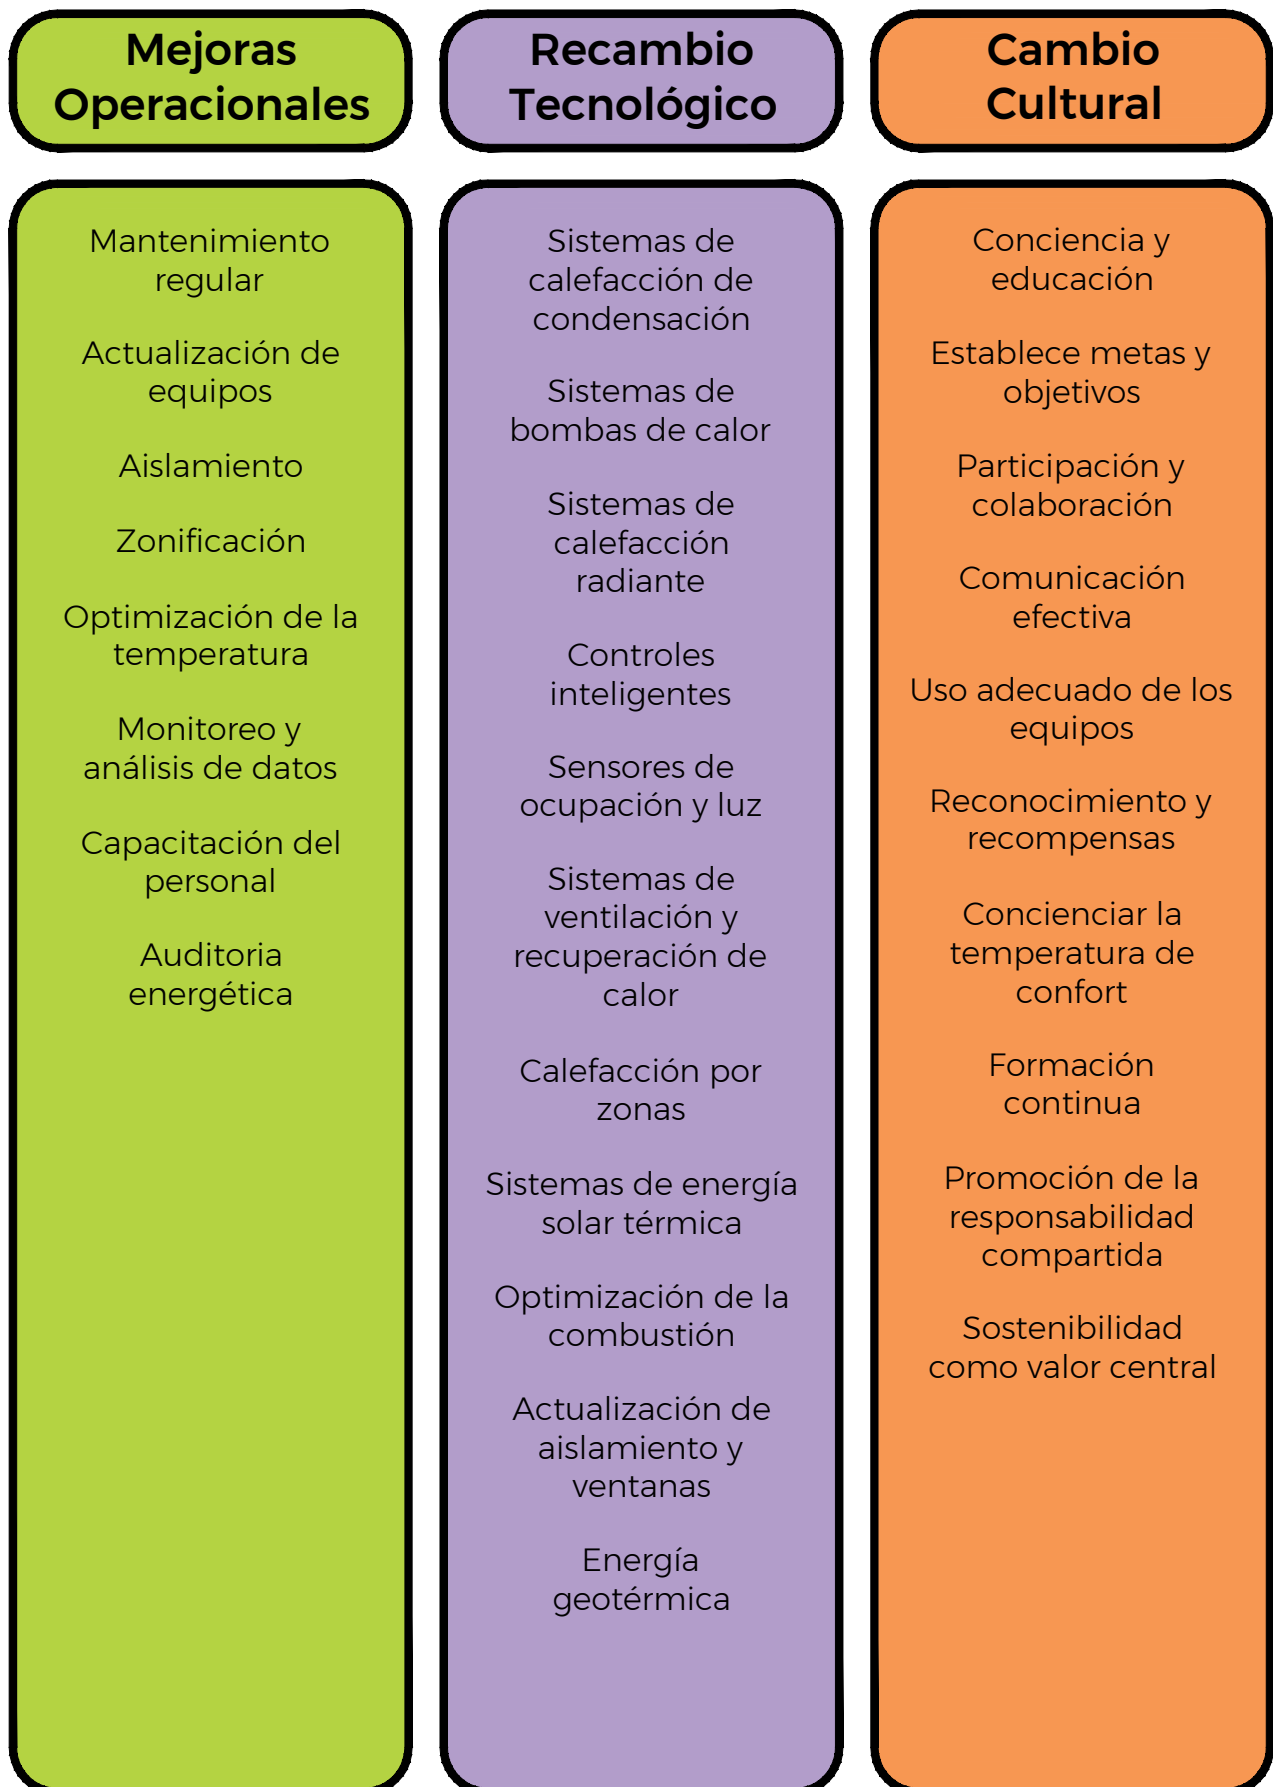 Mejoras
Operacionales
Mantenimiento
regular
Actualización de
equipos
Aislamiento
Zonificación
Optimización de la
temperatura
Monitoreo y
análisis de datos
Capacitación del
personal
Auditoria
energética
Recambio
Tecnológico
Sistemas de
calefacción de
condensación
Sistemas de
bombas de calor
Sistemas de
calefacción
radiante
Controles
inteligentes
Sensores de
ocupación y luz
Sistemas de
ventilación y
recuperación de
calor
Calefacción por
zonas
Sistemas de energía
solar térmica
Optimización de la
combustión
Actualización de
aislamiento y
ventanas
Energía
geotérmica
Cambio
Cultural
Conciencia y
educación
Establece metas y
objetivos
Participación y
colaboración
Comunicación
efectiva
Uso adecuado de los
equipos
Reconocimiento y
recompensas
Concienciar la
temperatura de
confort
Formación
continua
Promoción de la
responsabilidad
compartida
Sostenibilidad
como valor central